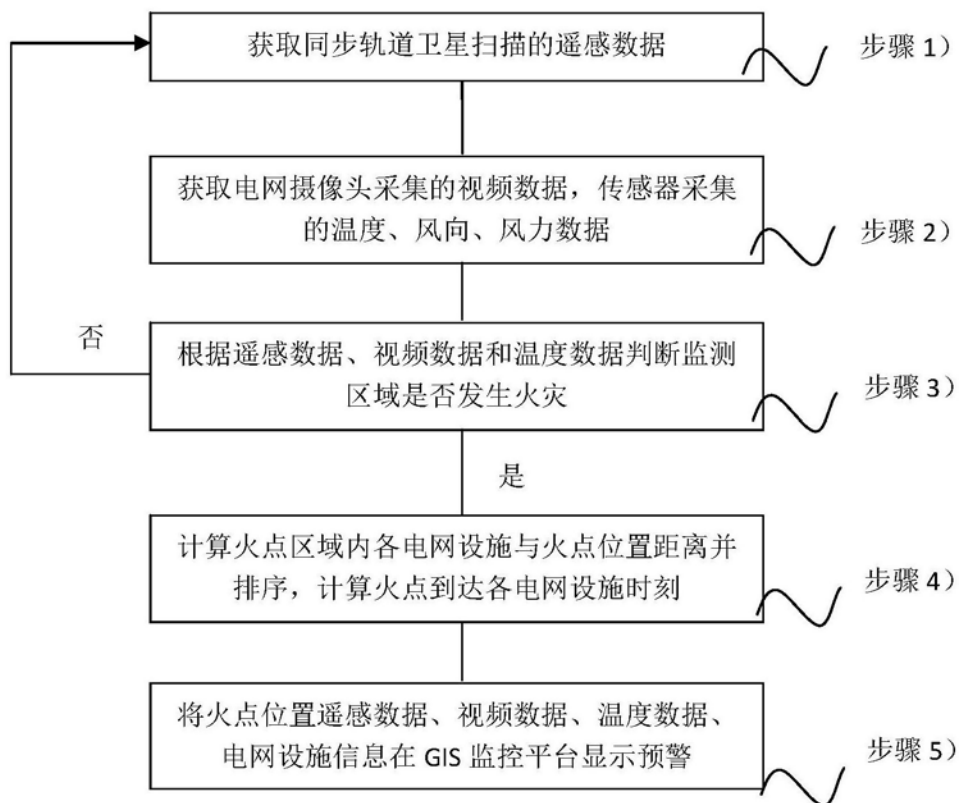 获取同步轨道卫星扫描的遥感数据
步骤 1）
获取电网摄像头采集的视频数据，传感器采集
的温度、风向、风力数据
步骤 2）
否
根据遥感数据、视频数据和温度数据判断监测
区域是否发生火灾
步骤 3）
是
计算火点区域内各电网设施与火点位置距离并
排序，计算火点到达各电网设施时刻
步骤 4）
将火点位置遥感数据、视频数据、温度数据、
电网设施信息在 GIS 监控平台显示预警
步骤 5）